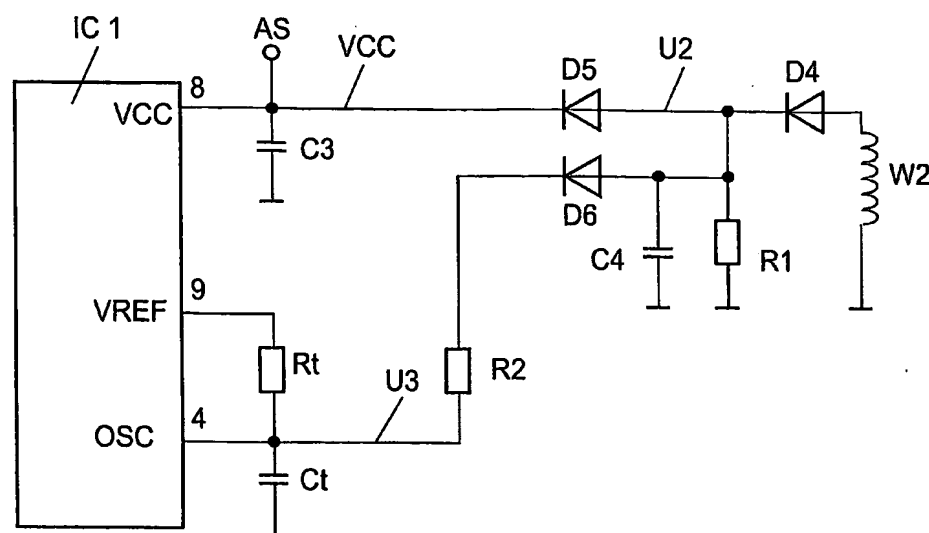 IC 1
AS
VCC
U2
D5
D4
8
VCC
C3
W2
D6
C4
R1
9
VREF
Rt
R2
U3
4
OSC
Ct